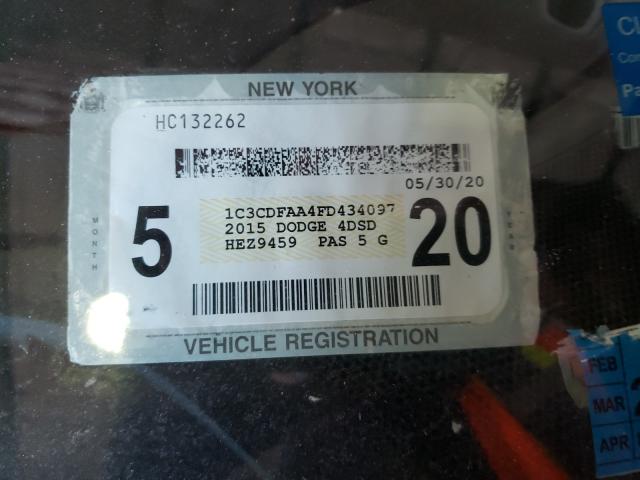 NEW YORK
HC132262
05/30/20
MONTH
5
1C3CDFAA4FD434097
2015 DODGE 4DSD
HEZ9459 PAS 5 G
20
YEAR
VEHICLE REGISTRATION
FEB
MAR
APR